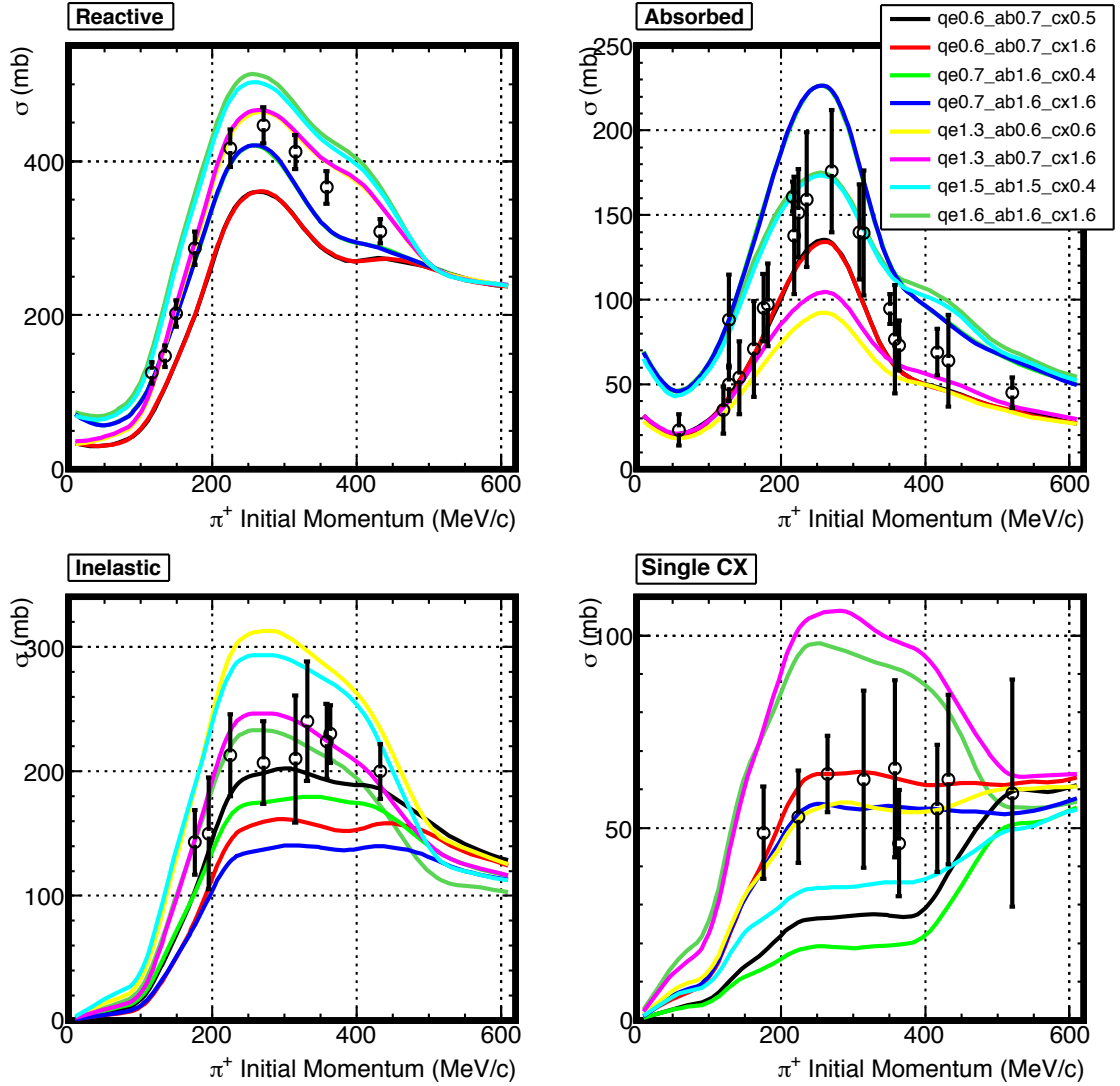 Reactive
σ (mb)
400
200
0
0 200 400 600
π+ Initial Momentum (MeV/c)
Absorbed
σ (mb)
250
200
150
100
50
0
0 200 400 600
π+ Initial Momentum (MeV/c)
qe0.6_ab0.7_cx0.5
qe0.6_ab0.7_cx1.6
qe0.7_ab1.6_cx0.4
qe0.7_ab1.6_cx1.6
qe1.3_ab0.6_cx0.6
qe1.3_ab0.7_cx1.6
qe1.5_ab1.5_cx0.4
qe1.6_ab1.6_cx1.6
Inelastic
σ (mb)
300
200
100
0
0 200 400 600
π+ Initial Momentum (MeV/c)
Single CX
σ (mb)
100
50
0
0 200 400 600
π+ Initial Momentum (MeV/c)